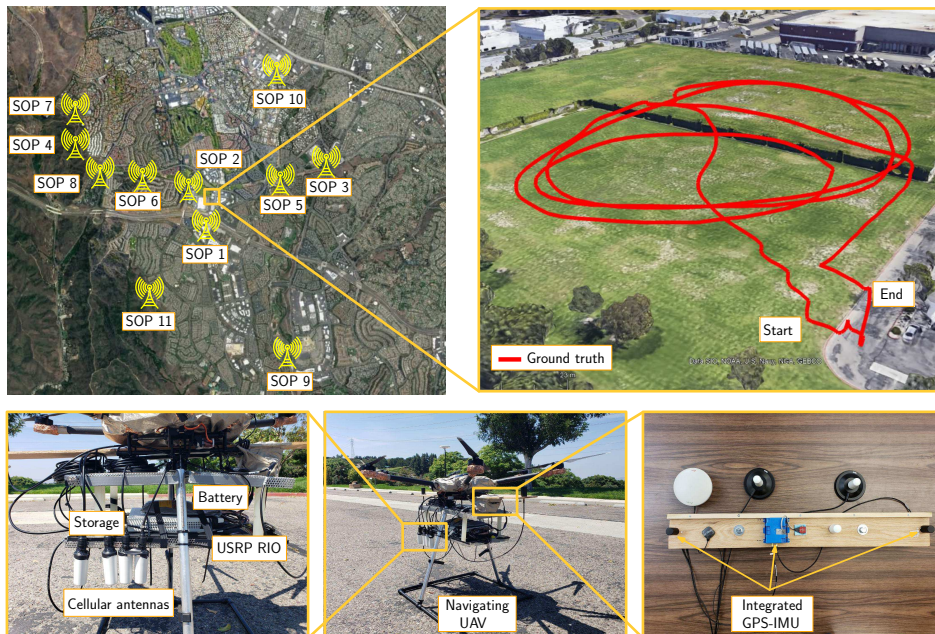 SOP 10
SOP 7
SOP 4
SOP 2
SOP 8
SOP 6
SOP 5
SOP 3
SOP 1
SOP 11
SOP 9
End
Start
Ground truth
Battery
Storage
USRP RIO
Cellular antennas
Navigating
UAV
Integrated
GPS-IMU